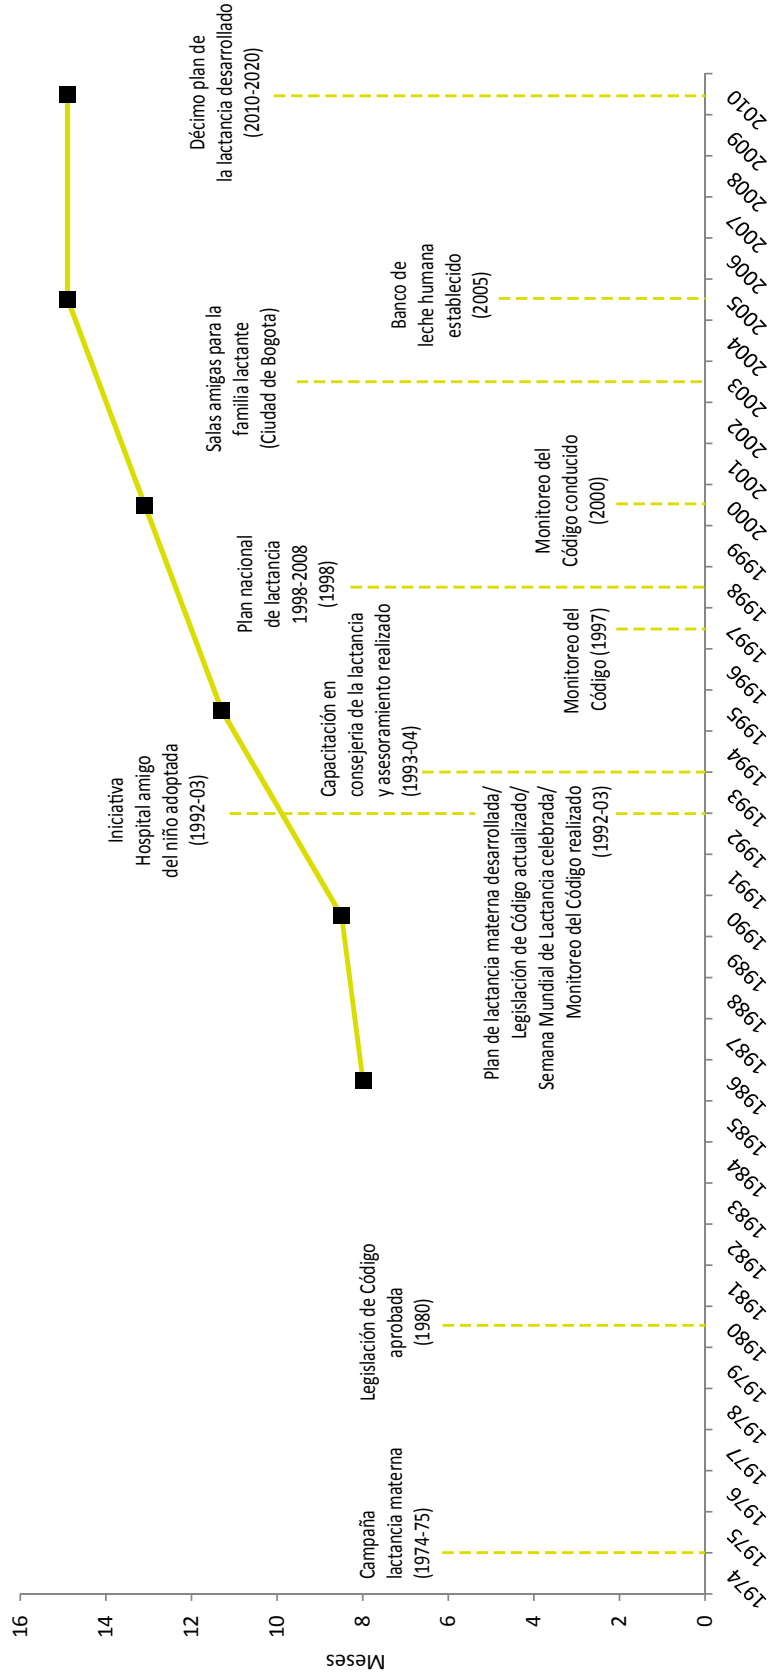 Meses
16
14
12
10
8
6
4
2
0
Campaña
lactancia materna
(1974-75)
Legislación de Código
aprobada
(1980)
Iniciativa
Hospital amigo
del niño adoptada
(1992-03)
Plan de lactancia materna desarrollada/
Legislación de Código actualizado/
Semana Mundial de Lactancia celebrada/
Monitoreo del Código realizado
(1992-03)
Capacitación en
consejeria de la lactancia
y asesoramiento realizado
(1993-04)
Monitoreo del
Código (1997)
Plan nacional
de lactancia
1998-2008
(1998)
Monitoreo del
Código conducido
(2000)
Salas amigas para la
familia lactante
(Ciudad de Bogota)
Banco de
leche humana
establecido
(2005)
Décimo plan de
la lactancia desarrollado
(2010-2020)
1974
1975
1976
1977
1978
1979
1980
1981
1982
1983
1984
1985
1986
1987
1988
1989
1990
1991
1992
1993
1994
1995
1996
1997
1998
1999
2000
2001
2002
2003
2004
2005
2006
2007
2008
2009
2010